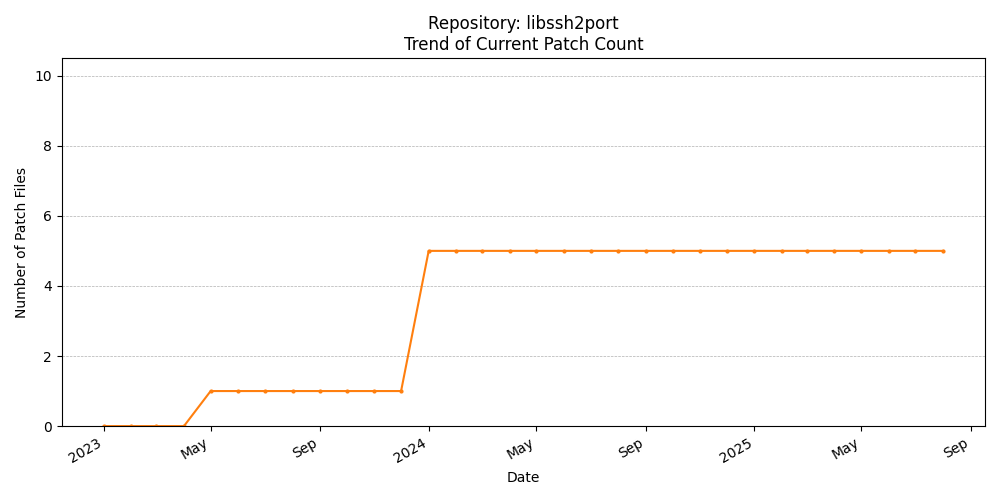 Repository: libssh2port
Trend of Current Patch Count
Number of Patch Files
10
8
6
4
2
0
2023
May
Sep
2024
May
Sep
2025
May
Sep
Date